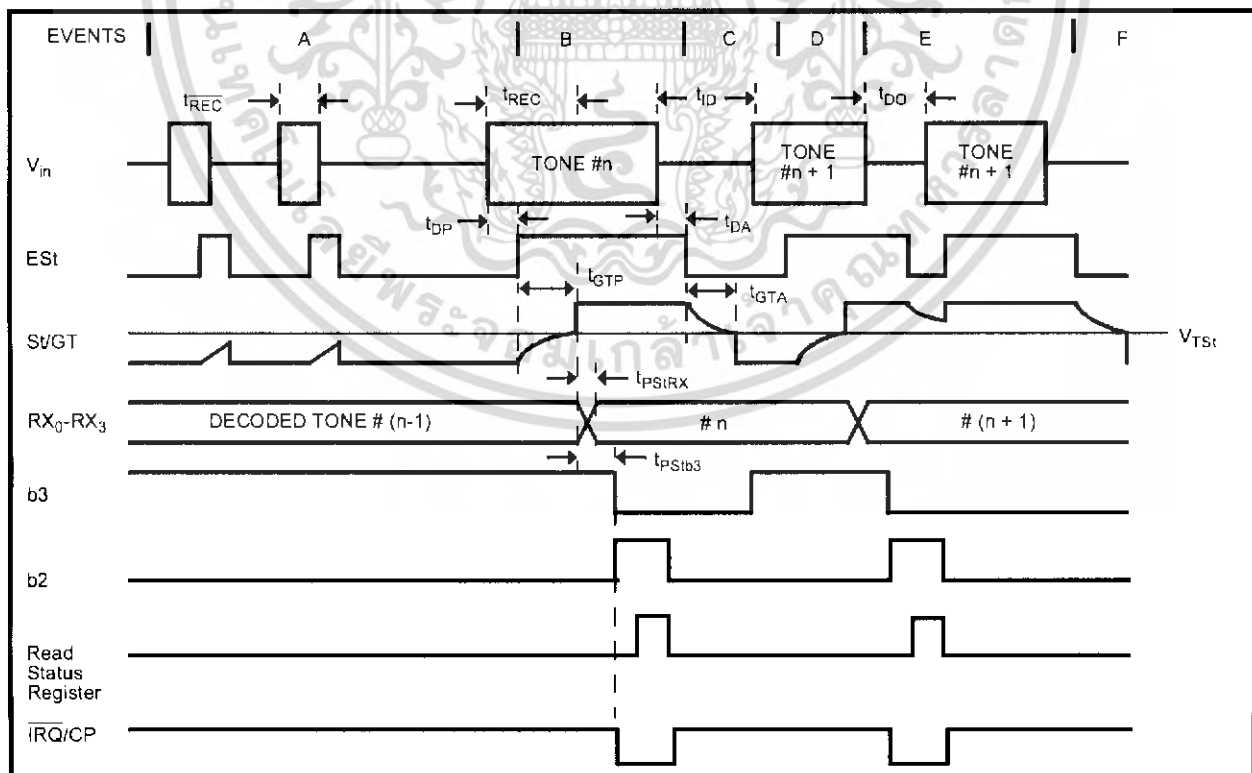 EVENTS A B C D E F
tREC tREC tID tDO
Vin TONE #n TONE #n + 1 TONE #n + 1
tDP tDA
ESt
tGTP tGTA
St/GT VTSt
tPStRX
RX0-RX3 DECODED TONE # (n-1) # n # (n + 1)
tPStb3
b3
b2
Read
Status
Register
IRQ/CP